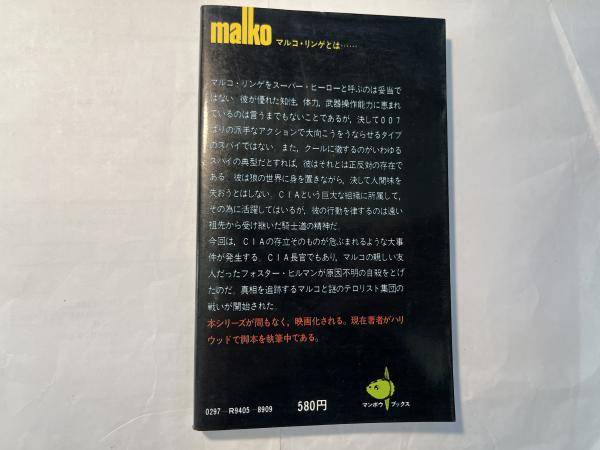 malko マルコ・リンゲとは……
マルコ・リンゲをスーパー・ヒーローと呼ぶのは妥当で
はない。彼が優れた知性, 体力, 武器操作能力に恵まれ
ているのは言うまでもないことであるが, 決して007
ばりの派手なアクションで大向こうをうならせるタイプ
のスパイではない。また, クールに徹するのがいわゆる
スパイの典型だとすれば, 彼はそれとは正反対の存在で
ある。彼は狼の世界に身を置きながら, 決して人間味を
失おうとはしない。CIAという巨大な組織に所属して,
その為に活躍してはいるが, 彼の行動を律するのは遠い
祖先から受け継いだ騎士道の精神だ。
今回は, CIAの存立そのものが危ぶまれるような大事
件が発生する。CIA長官でもあり, マルコの親しい友
人だったフォスター・ヒルマンが原因不明の自殺をとげ
たのだ。真相を追跡するマルコと謎のテロリスト集団の
戦いが開始された。
本シリーズが間もなく, 映画化される。現在著者がハリ
ウッドで脚本を執筆中である。
0297—R9405—8909 580円
マンボウ ブックス